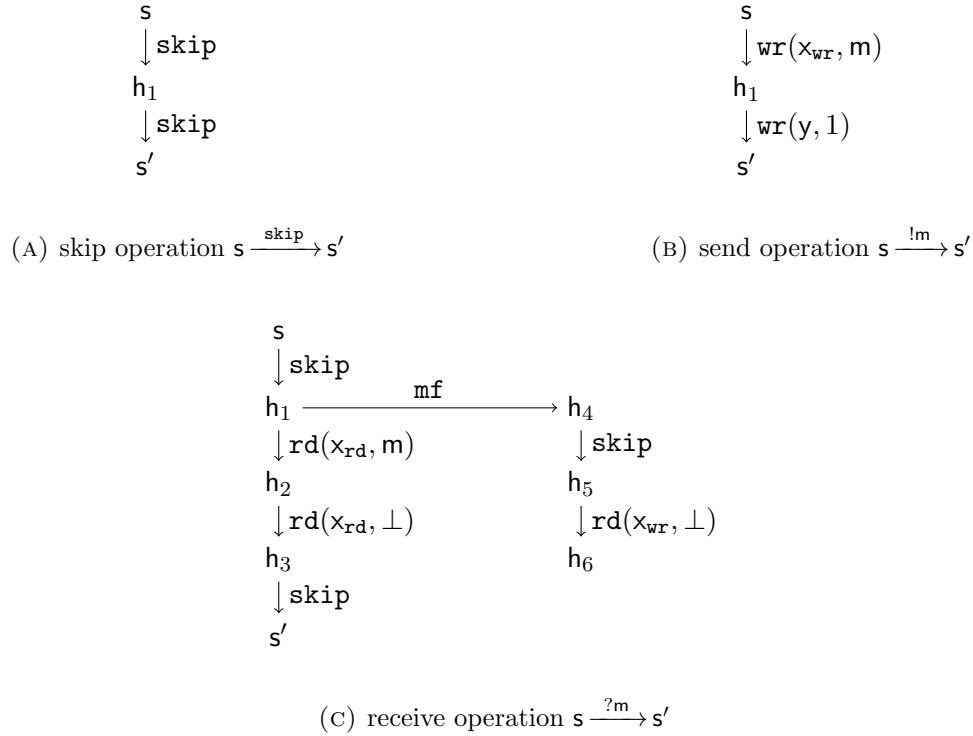 s s
skip wr(x_wr, m)
h₁ h₁
skip wr(y, 1)
s′ s′
(A) skip operation s —skip→ s′ (B) send operation s —!m→ s′
s
skip
h₁ mf h₄
rd(x_rd, m) skip
h₂ h₅
rd(x_rd, ⊥) rd(x_wr, ⊥)
h₃ h₆
skip
s′
(C) receive operation s —?m→ s′